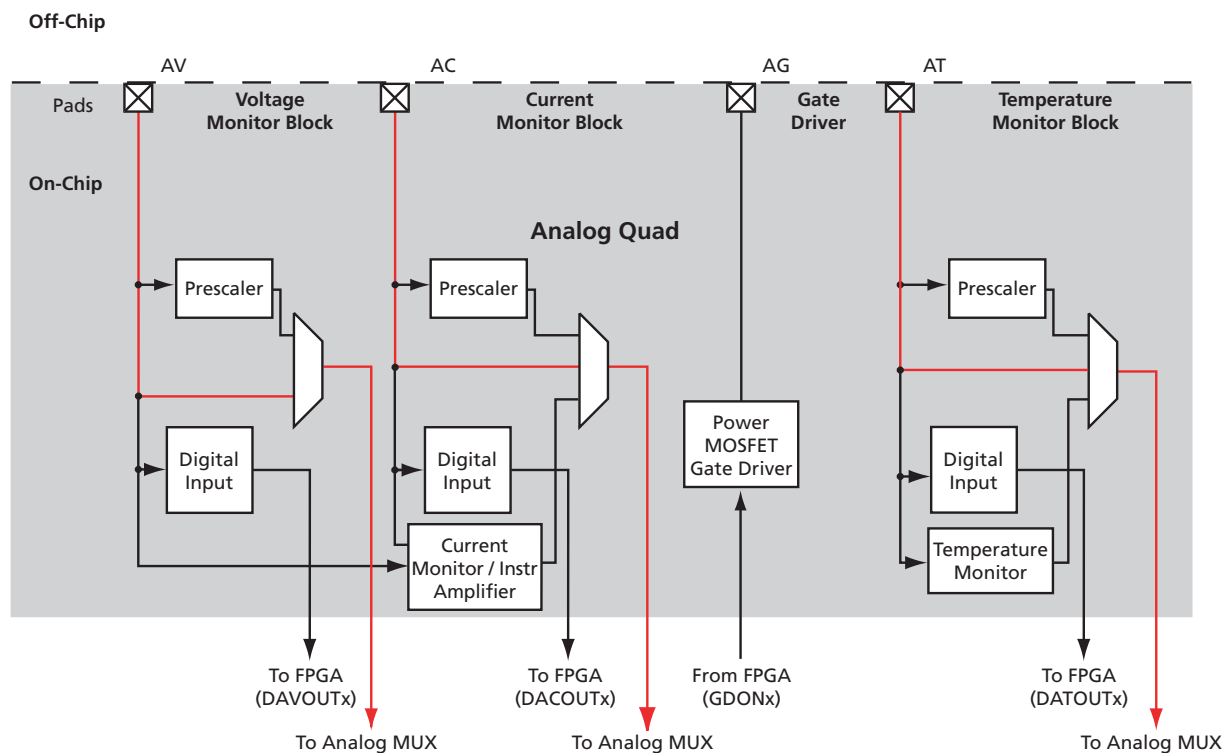 Off-Chip
AV
AC
AG
AT
Pads
Voltage
Monitor Block
Current
Monitor Block
Gate
Driver
Temperature
Monitor Block
On-Chip
Analog Quad
Prescaler
Prescaler
Prescaler
Power
MOSFET
Gate Driver
Digital
Input
Digital
Input
Digital
Input
Current
Monitor / Instr
Amplifier
Temperature
Monitor
To FPGA
(DAVOUTx)
To FPGA
(DACOUTx)
From FPGA
(GDONx)
To FPGA
(DATOUTx)
To Analog MUX
To Analog MUX
To Analog MUX